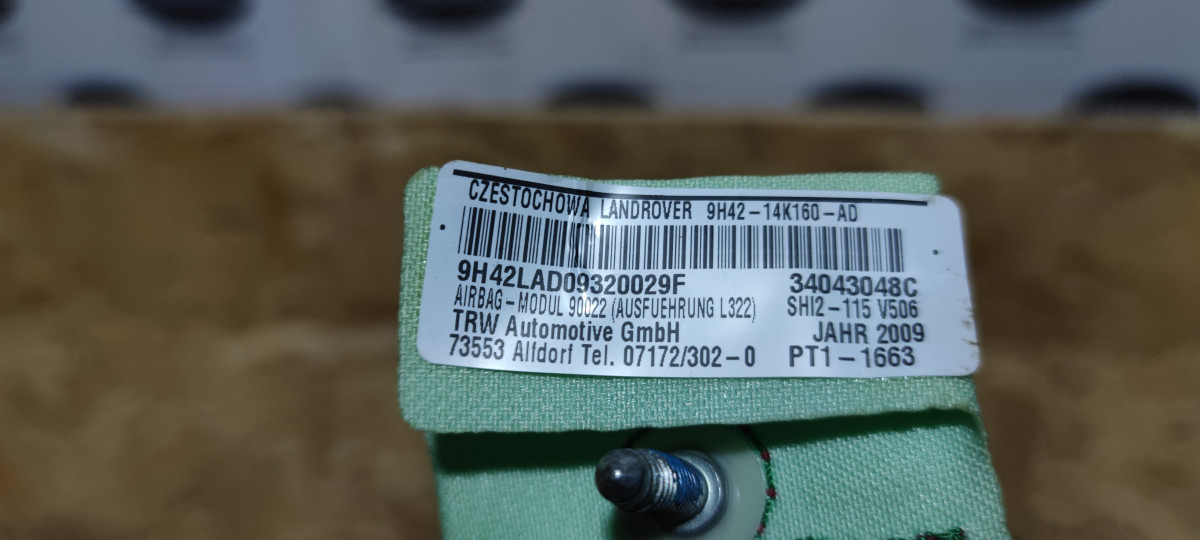 CZESTOCHOWA LANDROVER 9H42-14K160-AD
9H42LAD09320029F 34043048C
AIRBAG-MODUL 90022 (AUSFUEHRUNG L322) SHI2-115 V506
TRW Automotive GmbH JAHR 2009
73553 Alfdorf Tel. 07172/302-0 PT1-1663